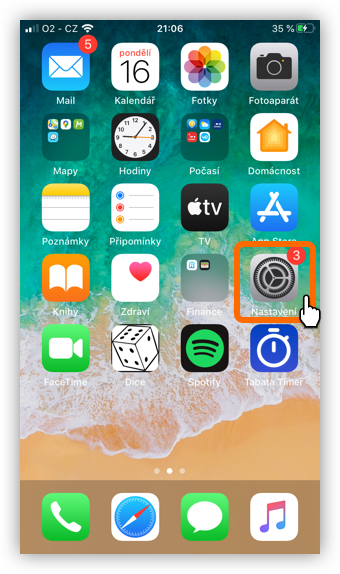 O2 - CZ 21:06 35 %
5
pondělí
16
Mail Kalendář Fotky Fotoaparát
Mapy Hodiny Počasí Domácnost
tv
Poznámky Připomínky TV App Store
3
Knihy Zdraví Finance Nastavení
FaceTime Dice Spotify Tabata Timer